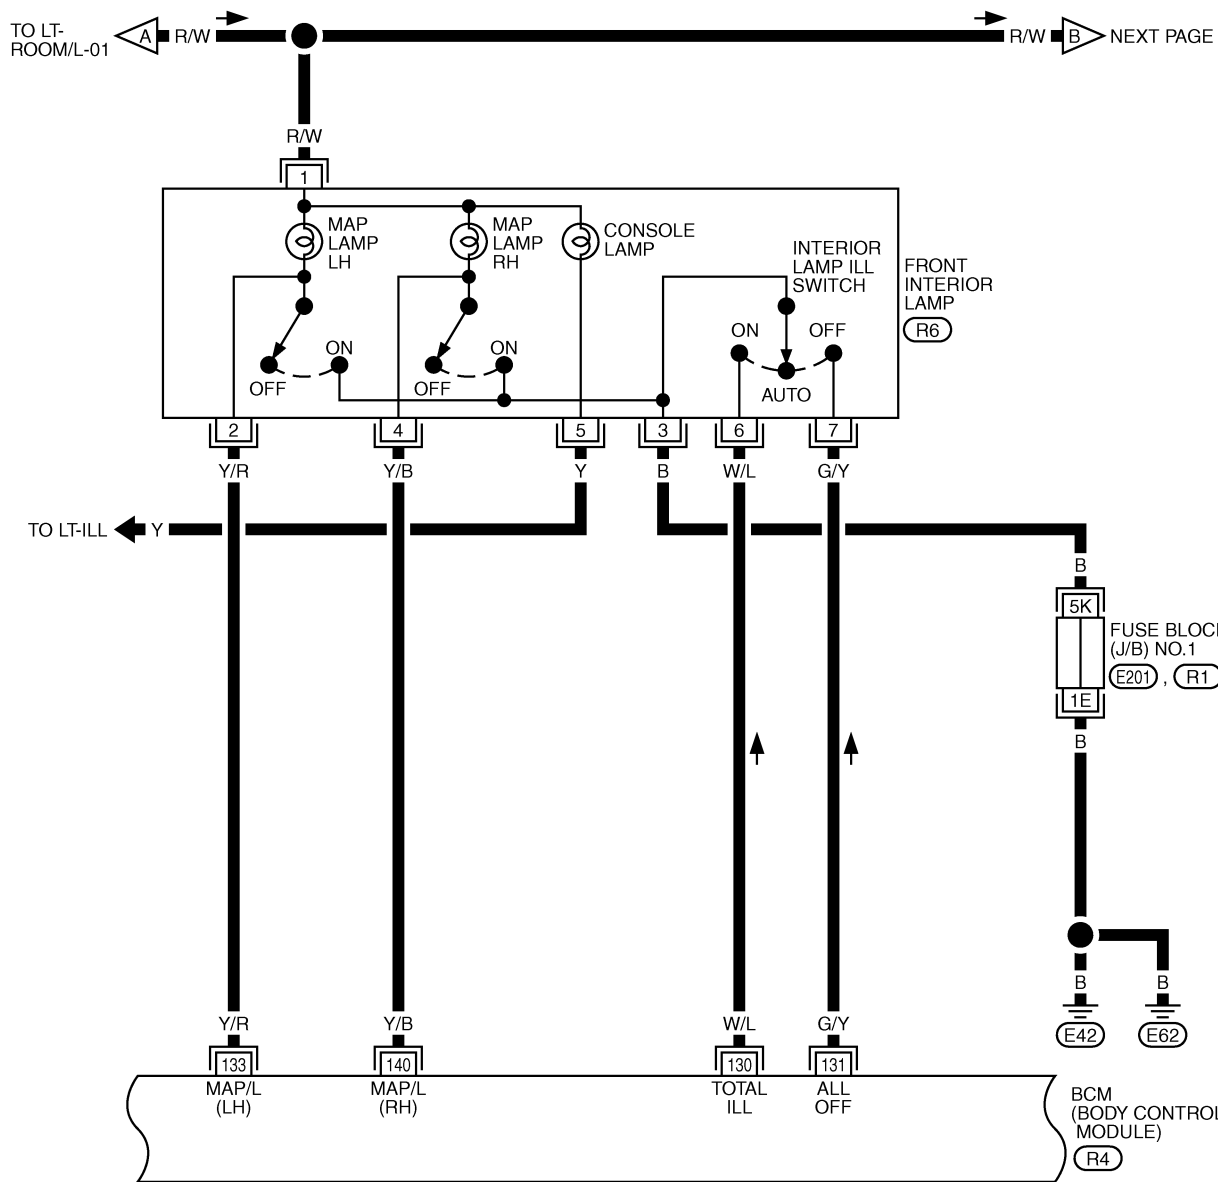 TO LT-
ROOM/L-01
A
R/W
R/W
B
NEXT PAGE
R/W
1
MAP
LAMP
LH
MAP
LAMP
RH
CONSOLE
LAMP
INTERIOR
LAMP ILL
SWITCH
FRONT
INTERIOR
LAMP
R6
ON
OFF
ON
OFF
ON
OFF
AUTO
2
4
5
3
6
7
Y/R
Y/B
Y
B
W/L
G/Y
TO LT-ILL
Y
B
5K
FUSE BLOC
(J/B) NO.1
E201 , R1
1E
B
B
B
E42
E62
Y/R
Y/B
W/L
G/Y
133
140
130
131
MAP/L
(LH)
MAP/L
(RH)
TOTAL
ILL
ALL
OFF
BCM
(BODY CONTROL
MODULE)
R4